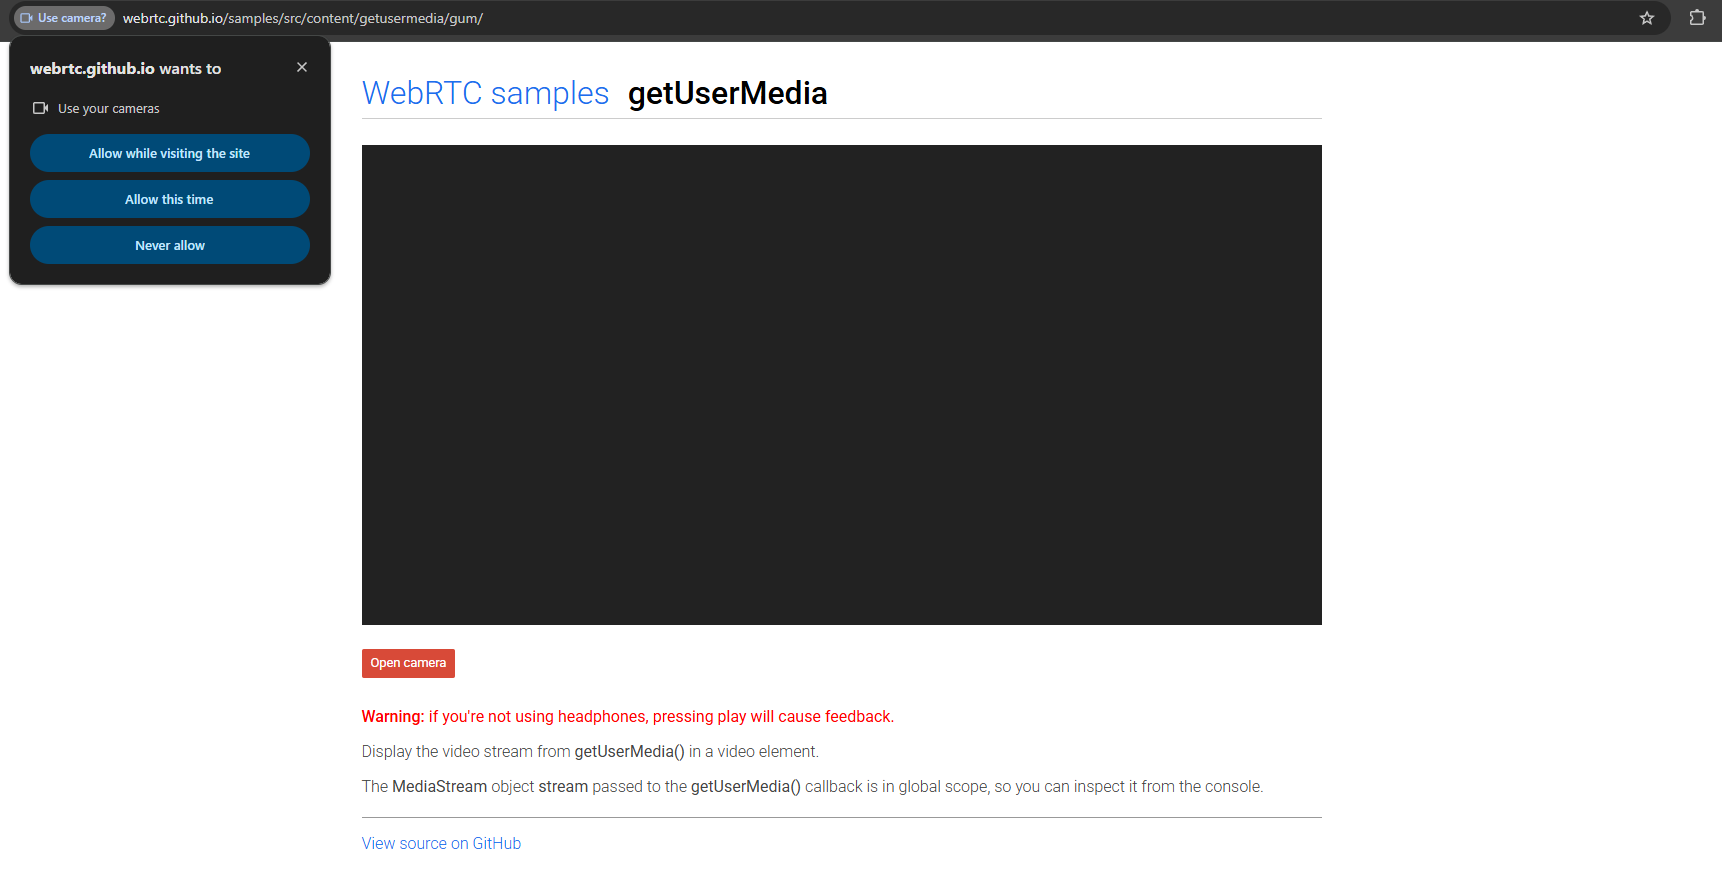 Use camera? webrtc.github.io/samples/src/content/getusermedia/gum/
webrtc.github.io wants to
Use your cameras
Allow while visiting the site
Allow this time
Never allow
WebRTC samples getUserMedia
Open camera
Warning: if you're not using headphones, pressing play will cause feedback.
Display the video stream from getUserMedia() in a video element.
The MediaStream object stream passed to the getUserMedia() callback is in global scope, so you can inspect it from the console.
View source on GitHub